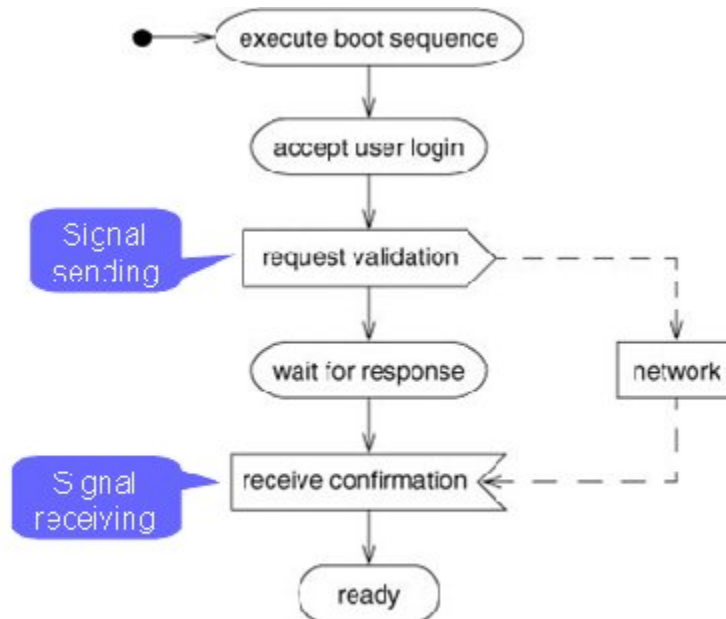 execute boot sequence
accept user login
Signal
sending
request validation
wait for response
network
Signal
receiving
receive confirmation
ready